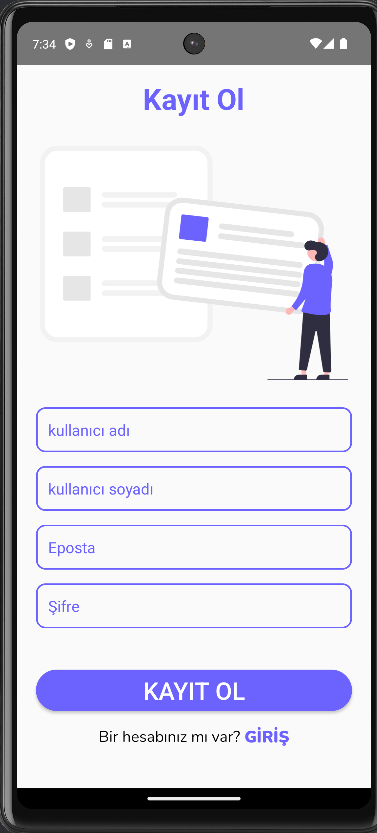 7:34
Kayıt Ol
kullanıcı adı
kullanıcı soyadı
Eposta
Şifre
KAYIT OL
Bir hesabınız mı var? GİRİŞ